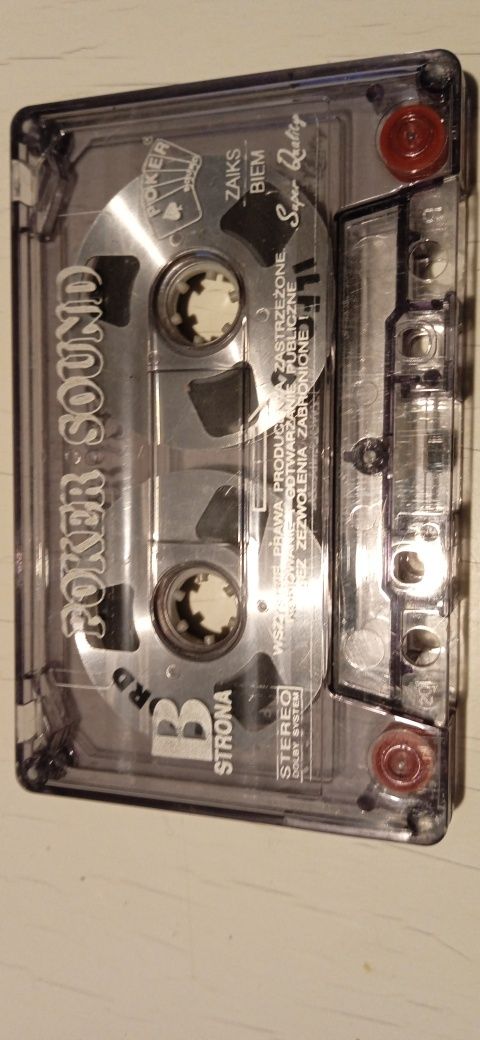 POKER SOUND
POKER
ZAIKS
BIEM
Super Quality
B
STRONA
STEREO
DOLBY SYSTEM
PRAWA PRODUCENTA ZASTRZEŻONE
KOPIOWANIE ODTWARZANIE PUBLICZNE
BEZ ZEZWOLENIA ZABRONIONE